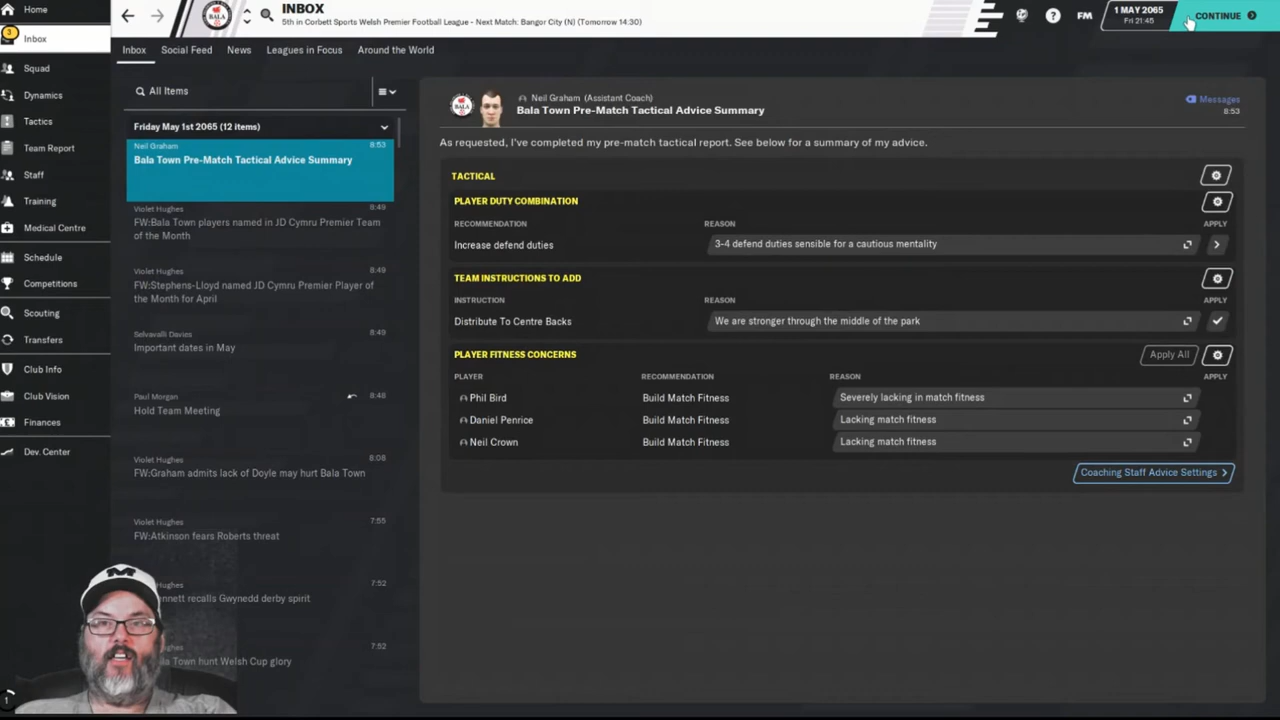 Home
3
Inbox
Squad
Dynamics
Tactics
Team Report
Staff
Training
Medical Centre
Schedule
Competitions
Scouting
Transfers
Club Info
Club Vision
Finances
Dev. Center
1
BALA
INBOX
5th in Corbett Sports Welsh Premier Football League - Next Match: Bangor City (N) (Tomorrow 14:30)
?
FM
1 MAY 2065
Fri 21:45
CONTINUE
Inbox Social Feed News Leagues in Focus Around the World
All Items
Friday May 1st 2065 (12 items)
Neil Graham 8:53
Bala Town Pre-Match Tactical Advice Summary
Violet Hughes 8:49
FW:Bala Town players named in JD Cymru Premier Team
of the Month
Violet Hughes 8:49
FW:Stephens-Lloyd named JD Cymru Premier Player of
the Month for April
Selvavalli Davies 8:49
Important dates in May
Paul Morgan 8:48
Hold Team Meeting
Violet Hughes 8:08
FW:Graham admits lack of Doyle may hurt Bala Town
Violet Hughes 7:55
FW:Atkinson fears Roberts threat
Hughes 7:52
nnett recalls Gwynedd derby spirit
ghes 7:52
la Town hunt Welsh Cup glory
BALA
Neil Graham (Assistant Coach)
Bala Town Pre-Match Tactical Advice Summary
Messages
8:53
As requested, I've completed my pre-match tactical report. See below for a summary of my advice.
TACTICAL
PLAYER DUTY COMBINATION
RECOMMENDATION REASON APPLY
Increase defend duties 3-4 defend duties sensible for a cautious mentality
TEAM INSTRUCTIONS TO ADD
INSTRUCTION REASON APPLY
Distribute To Centre Backs We are stronger through the middle of the park
PLAYER FITNESS CONCERNS Apply All
PLAYER RECOMMENDATION REASON APPLY
Phil Bird Build Match Fitness Severely lacking in match fitness
Daniel Penrice Build Match Fitness Lacking match fitness
Neil Crown Build Match Fitness Lacking match fitness
Coaching Staff Advice Settings